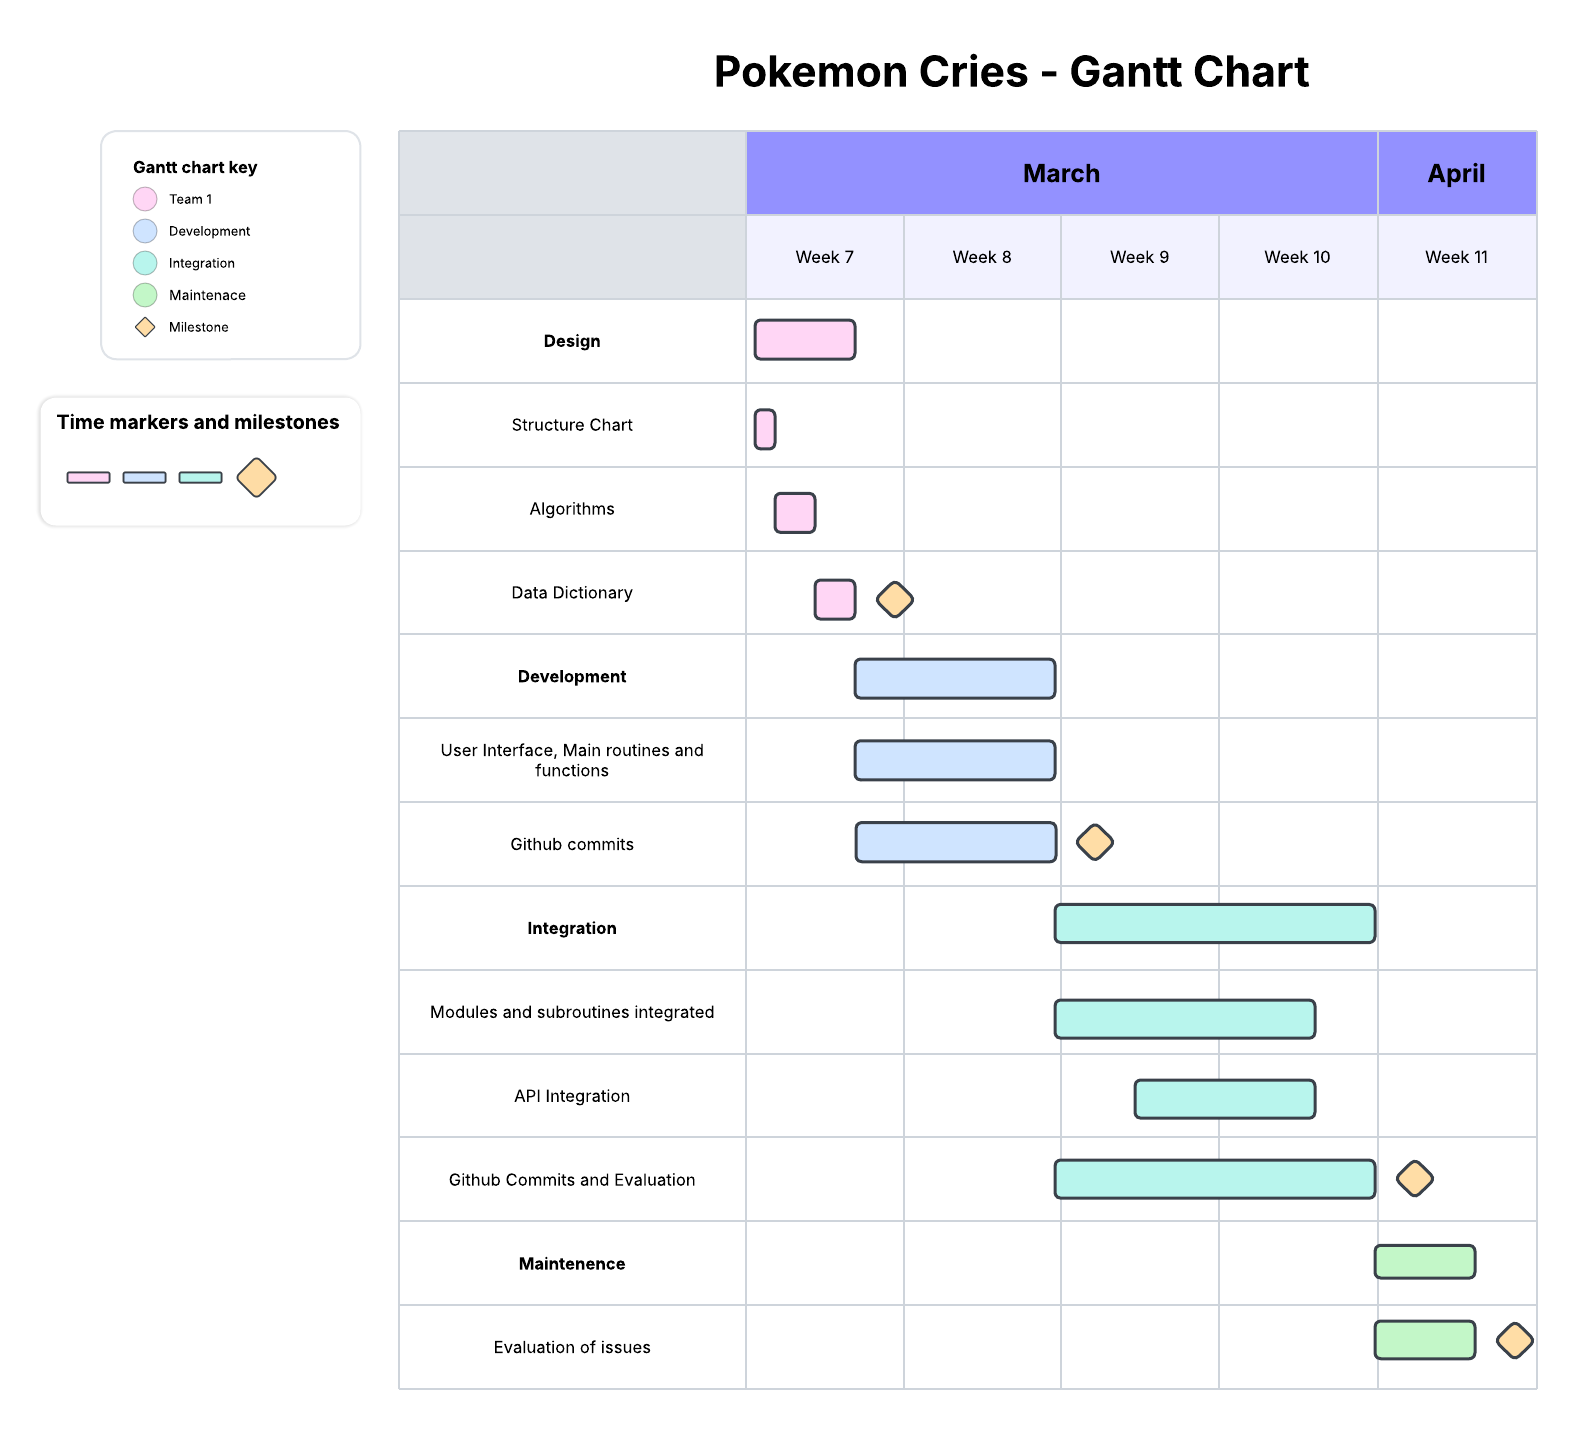 Pokemon Cries - Gantt Chart
Gantt chart key
Team 1
Development
Integration
Maintenace
Milestone
Time markers and milestones
March
April
Week 7
Week 8
Week 9
Week 10
Week 11
Design
Structure Chart
Algorithms
Data Dictionary
Development
User Interface, Main routines and
functions
Github commits
Integration
Modules and subroutines integrated
API Integration
Github Commits and Evaluation
Maintenence
Evaluation of issues